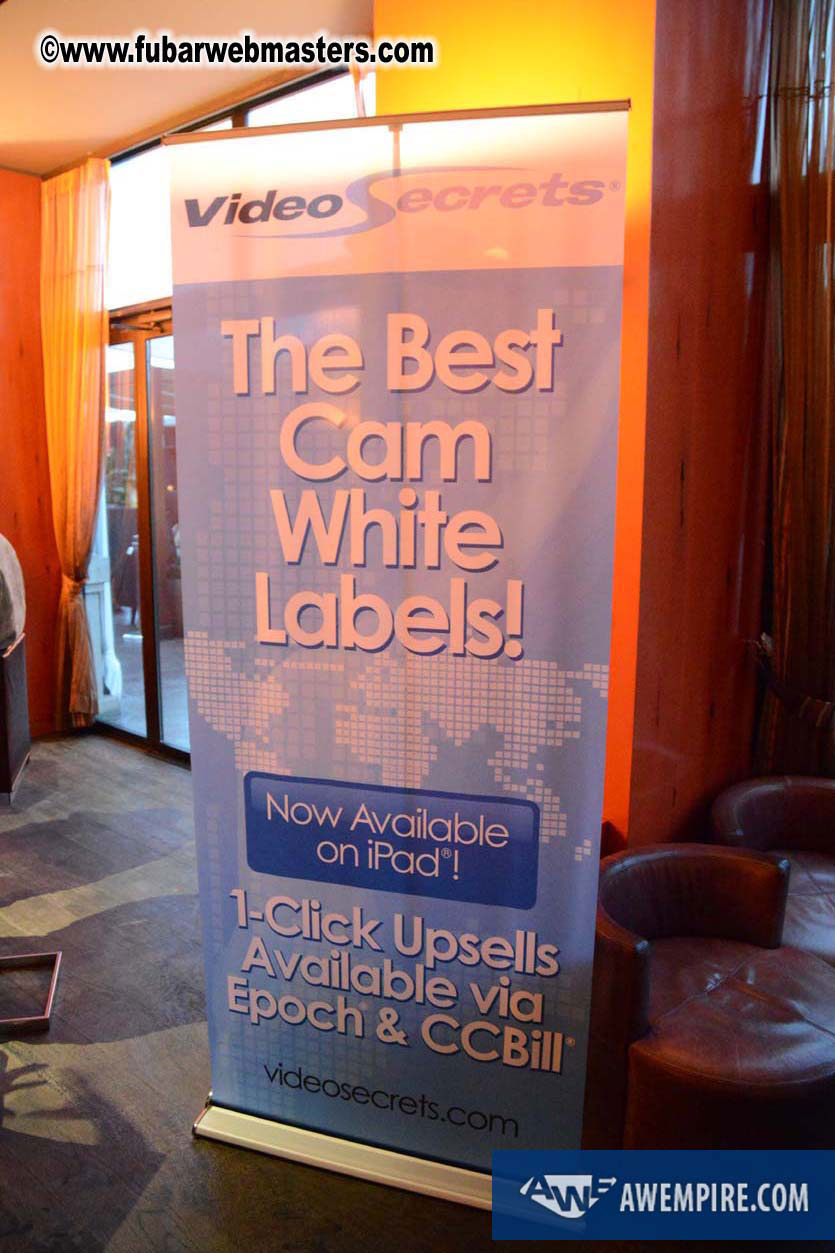 ©www.fubarwebmasters.com
VideoSecrets®
The Best
Cam
White
Labels!
Now Available
on iPad®!
1-Click Upsells
Available via
Epoch & CCBill®
videosecrets.com
AW AWEMPIRE.COM